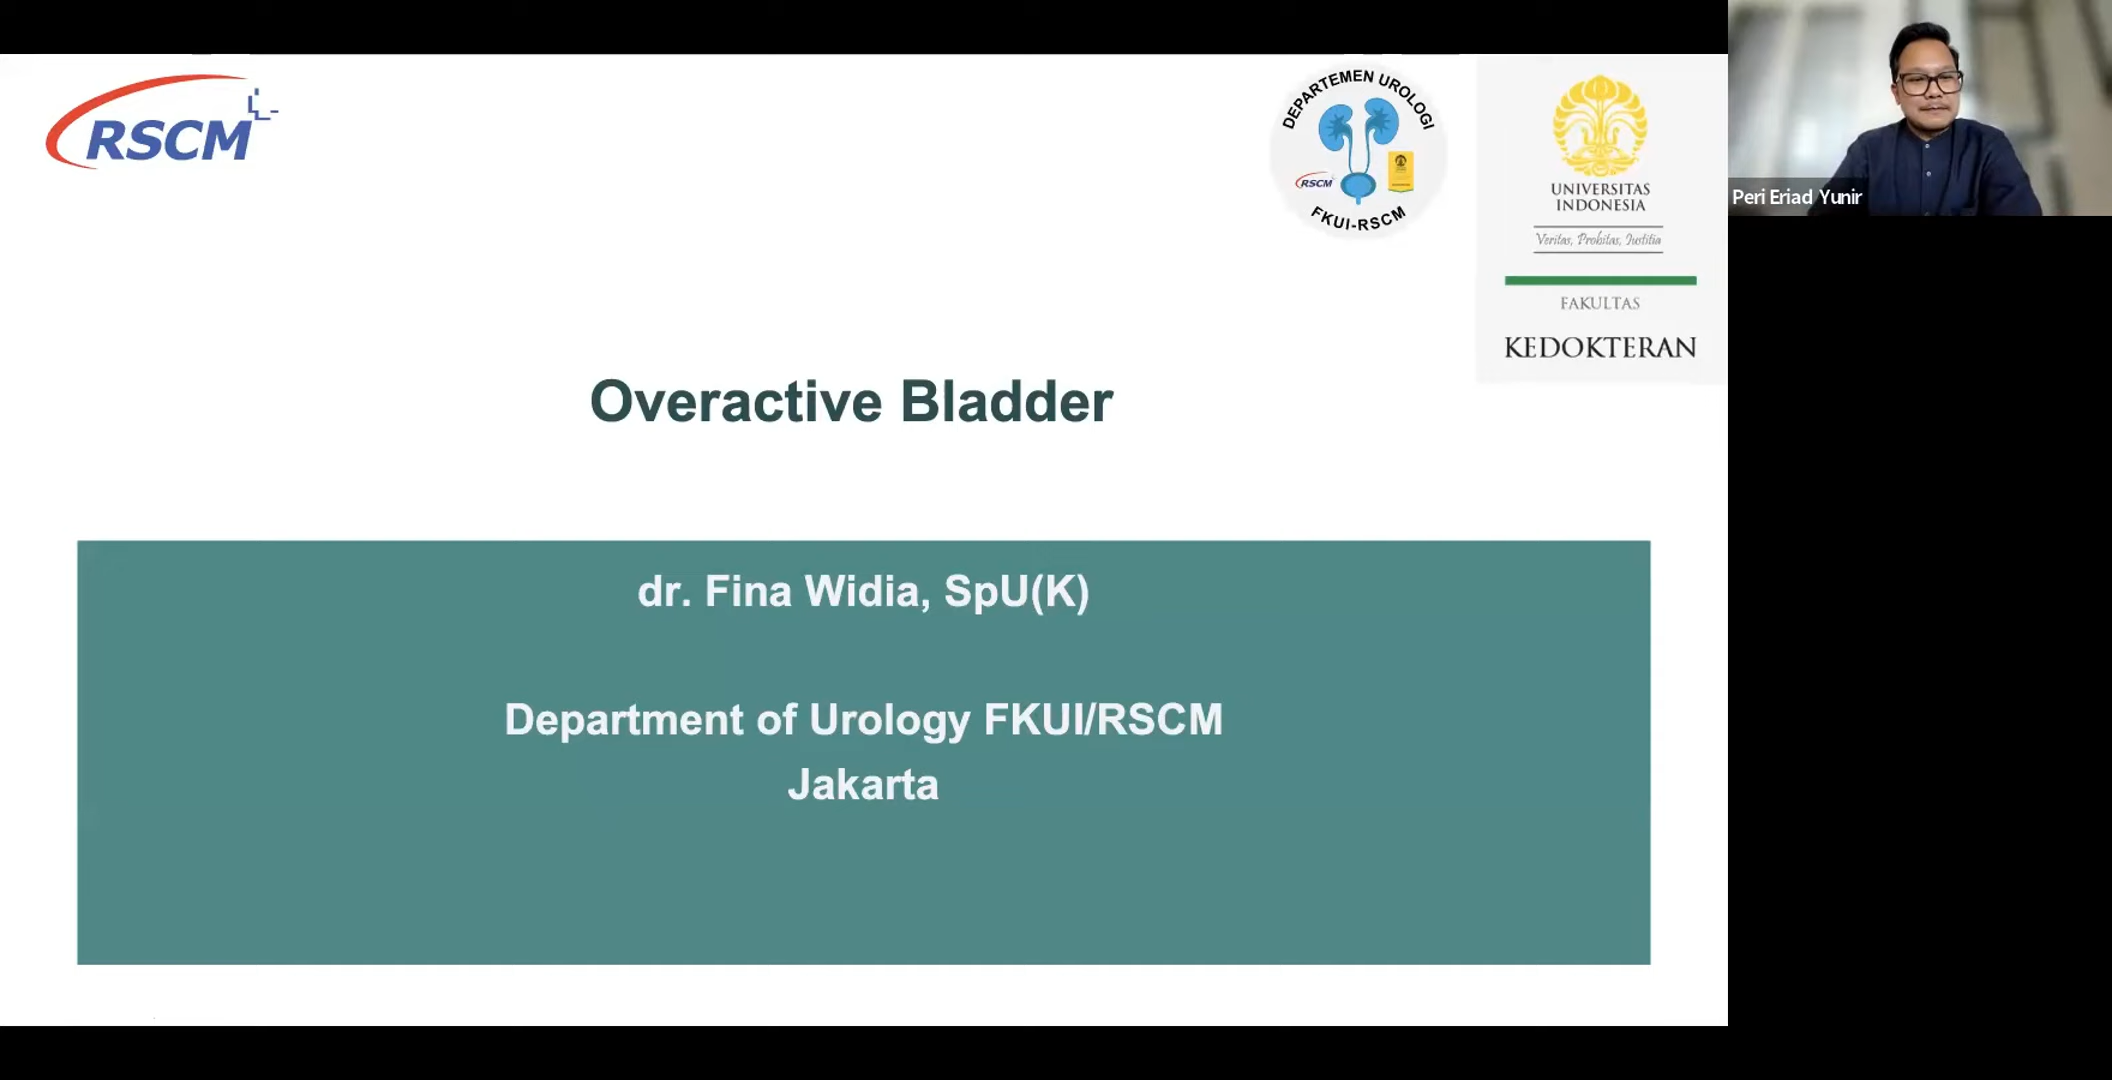 RSCM
DEPARTEMEN UROLOGI
RSCM
FKUI-RSCM
UNIVERSITAS
INDONESIA
Veritas, Probitas, Justitia
FAKULTAS
KEDOKTERAN
Peri Eriad Yunir
Overactive Bladder
dr. Fina Widia, SpU(K)
Department of Urology FKUI/RSCM
Jakarta